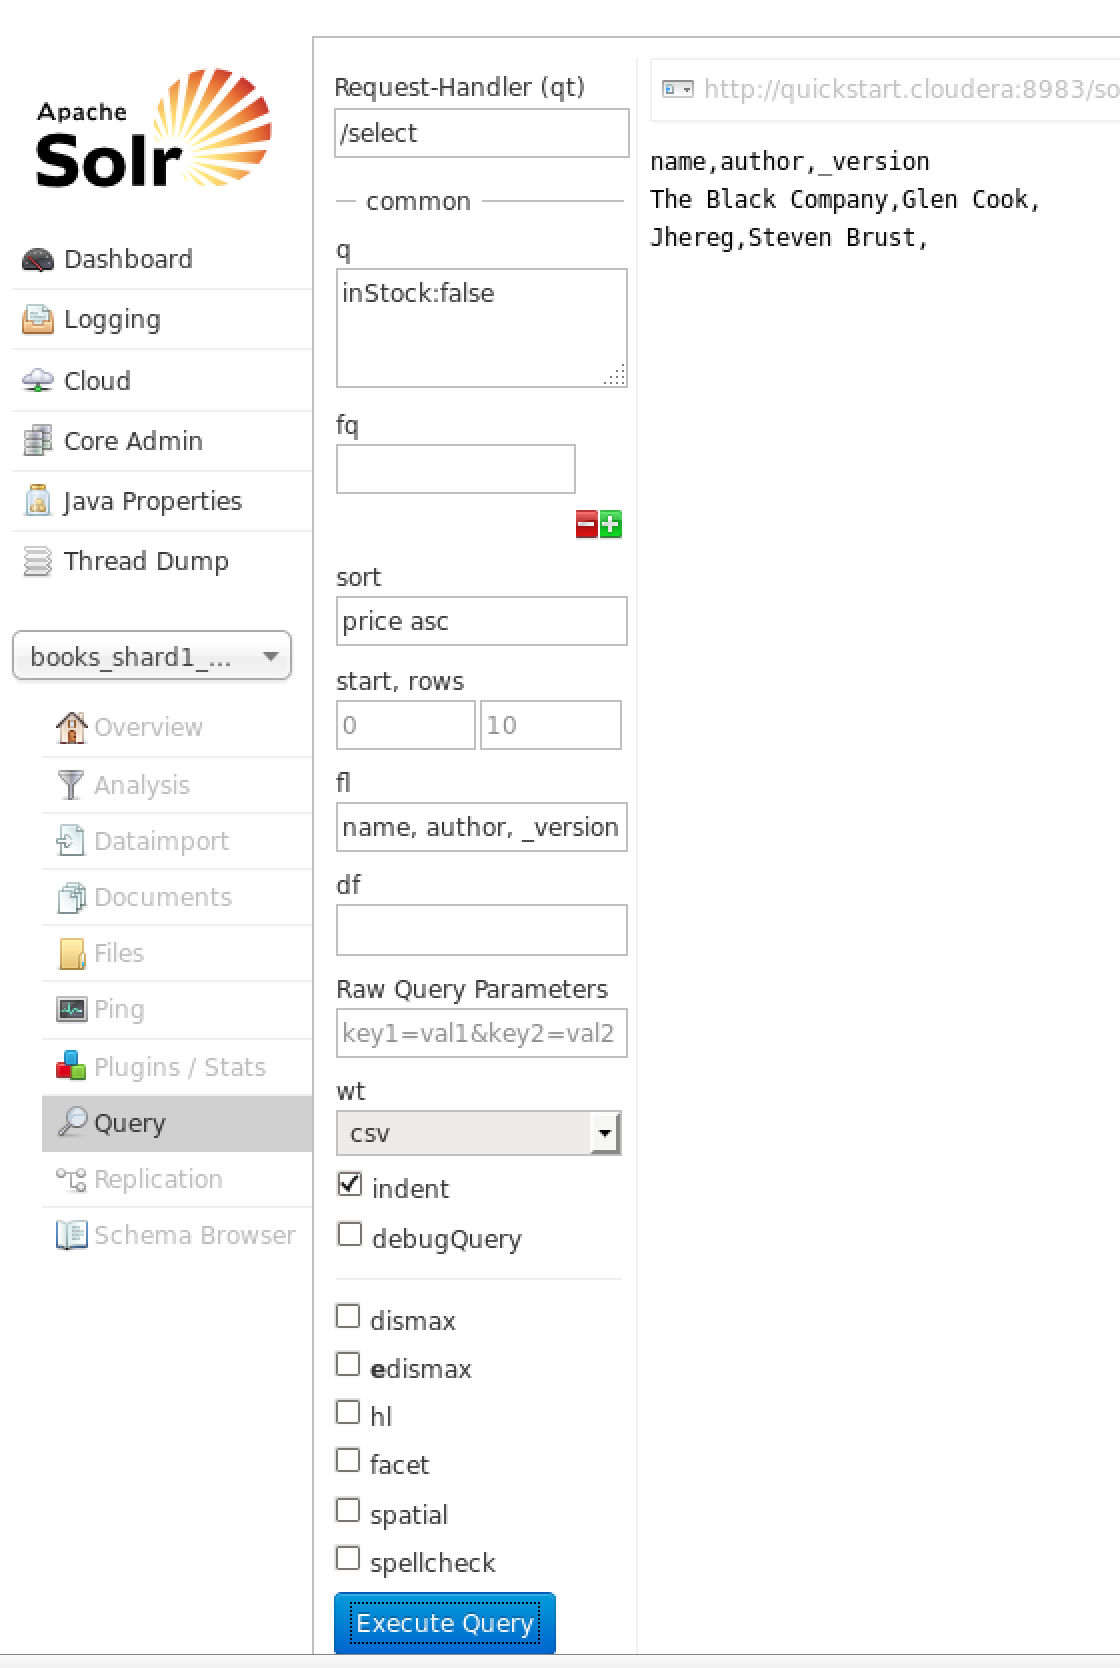 Apache
Solr
Dashboard
Logging
Cloud
Core Admin
Java Properties
Thread Dump
books_shard1_...
Overview
Analysis
Dataimport
Documents
Files
Ping
Plugins / Stats
Query
Replication
Schema Browser
Request-Handler (qt)
/select
common
q
inStock:false
fq
sort
price asc
start, rows
0 10
fl
name, author, _version
df
Raw Query Parameters
key1=val1&key2=val2
wt
csv
indent
debugQuery
dismax
edismax
hl
facet
spatial
spellcheck
Execute Query
http://quickstart.cloudera:8983/so
name,author,_version
The Black Company,Glen Cook,
Jhereg,Steven Brust,